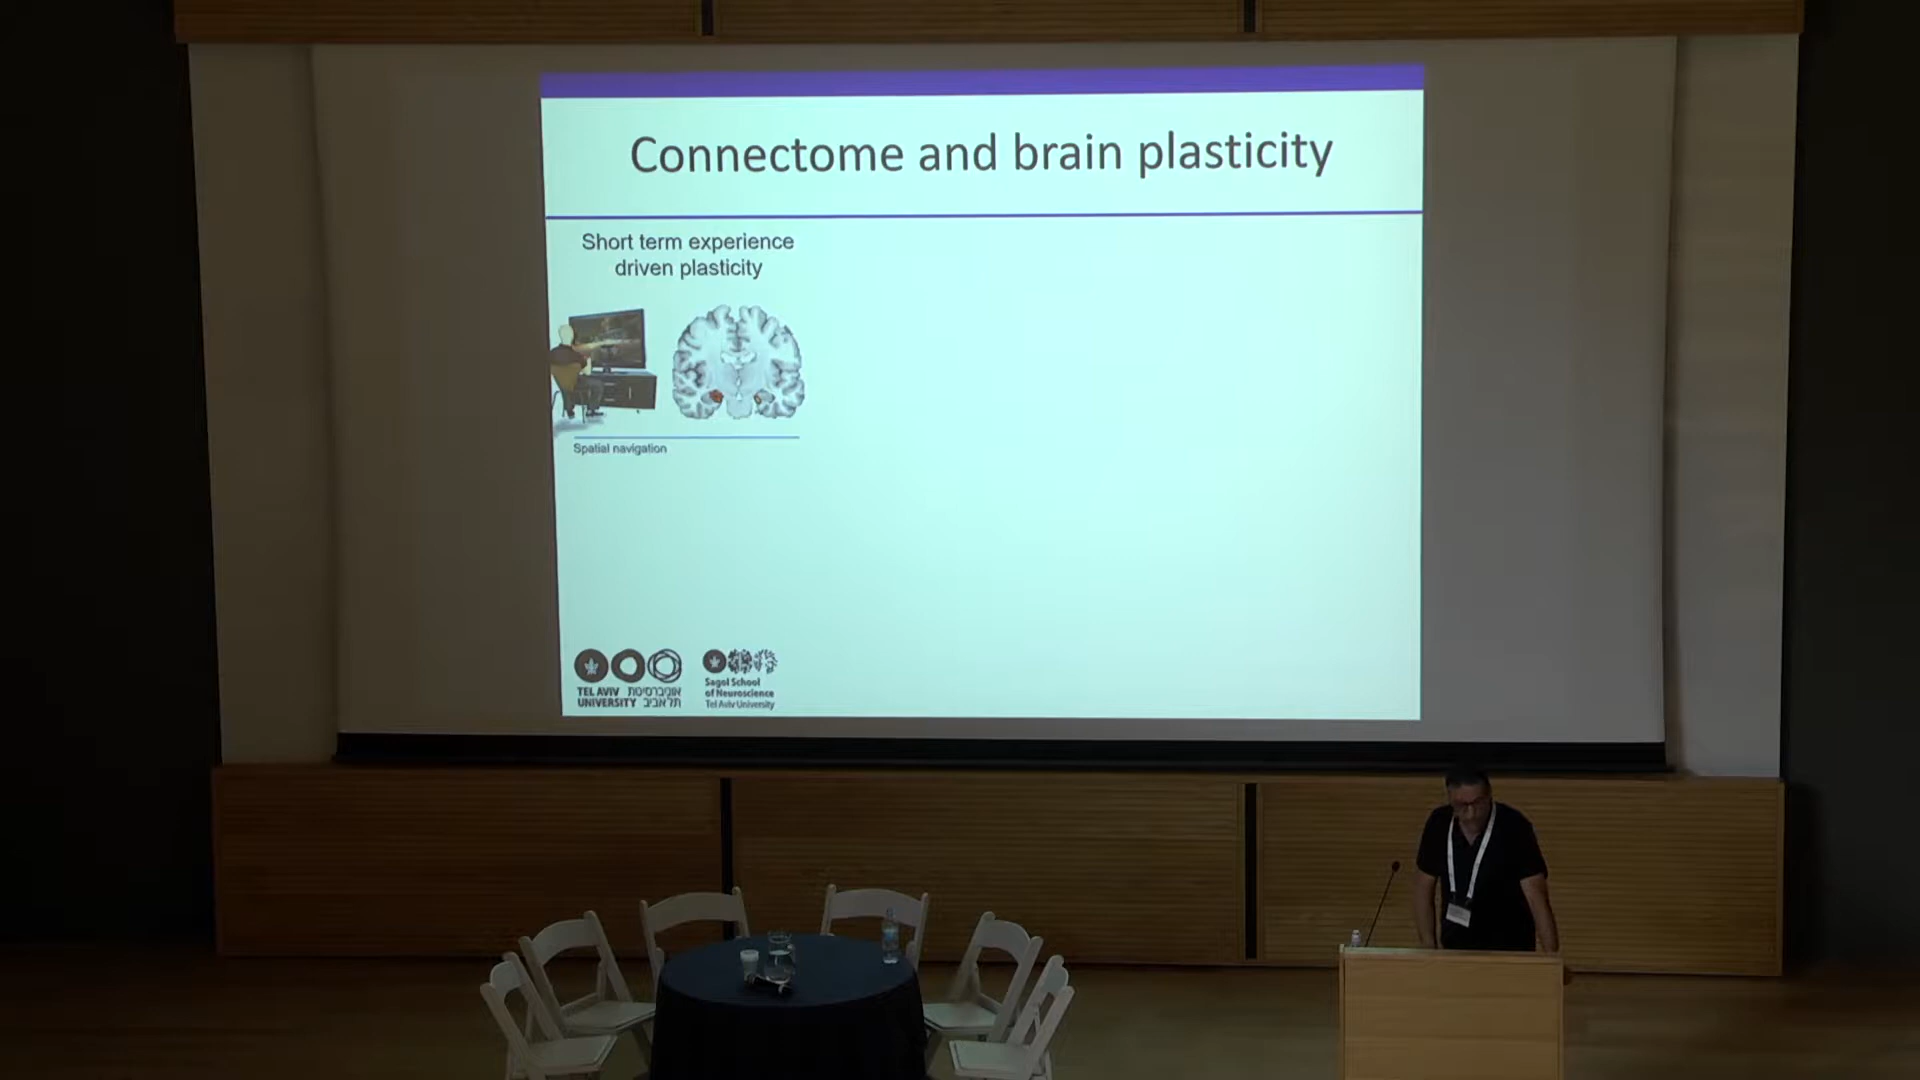 Connectome and brain plasticity
Short term experience
driven plasticity
Spatial navigation
TEL AVIV אוניברסיטת
UNIVERSITY תל אביב
Sagol School
of Neuroscience
Tel Aviv University